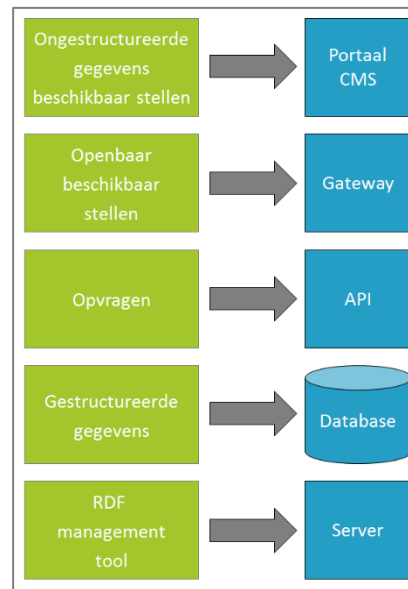 Ongestructureerde
gegevens
beschikbaar stellen
Portaal
CMS
Openbaar
beschikbaar
stellen
Gateway
Opvragen
API
Gestructureerde
gegevens
Database
RDF
management
tool
Server